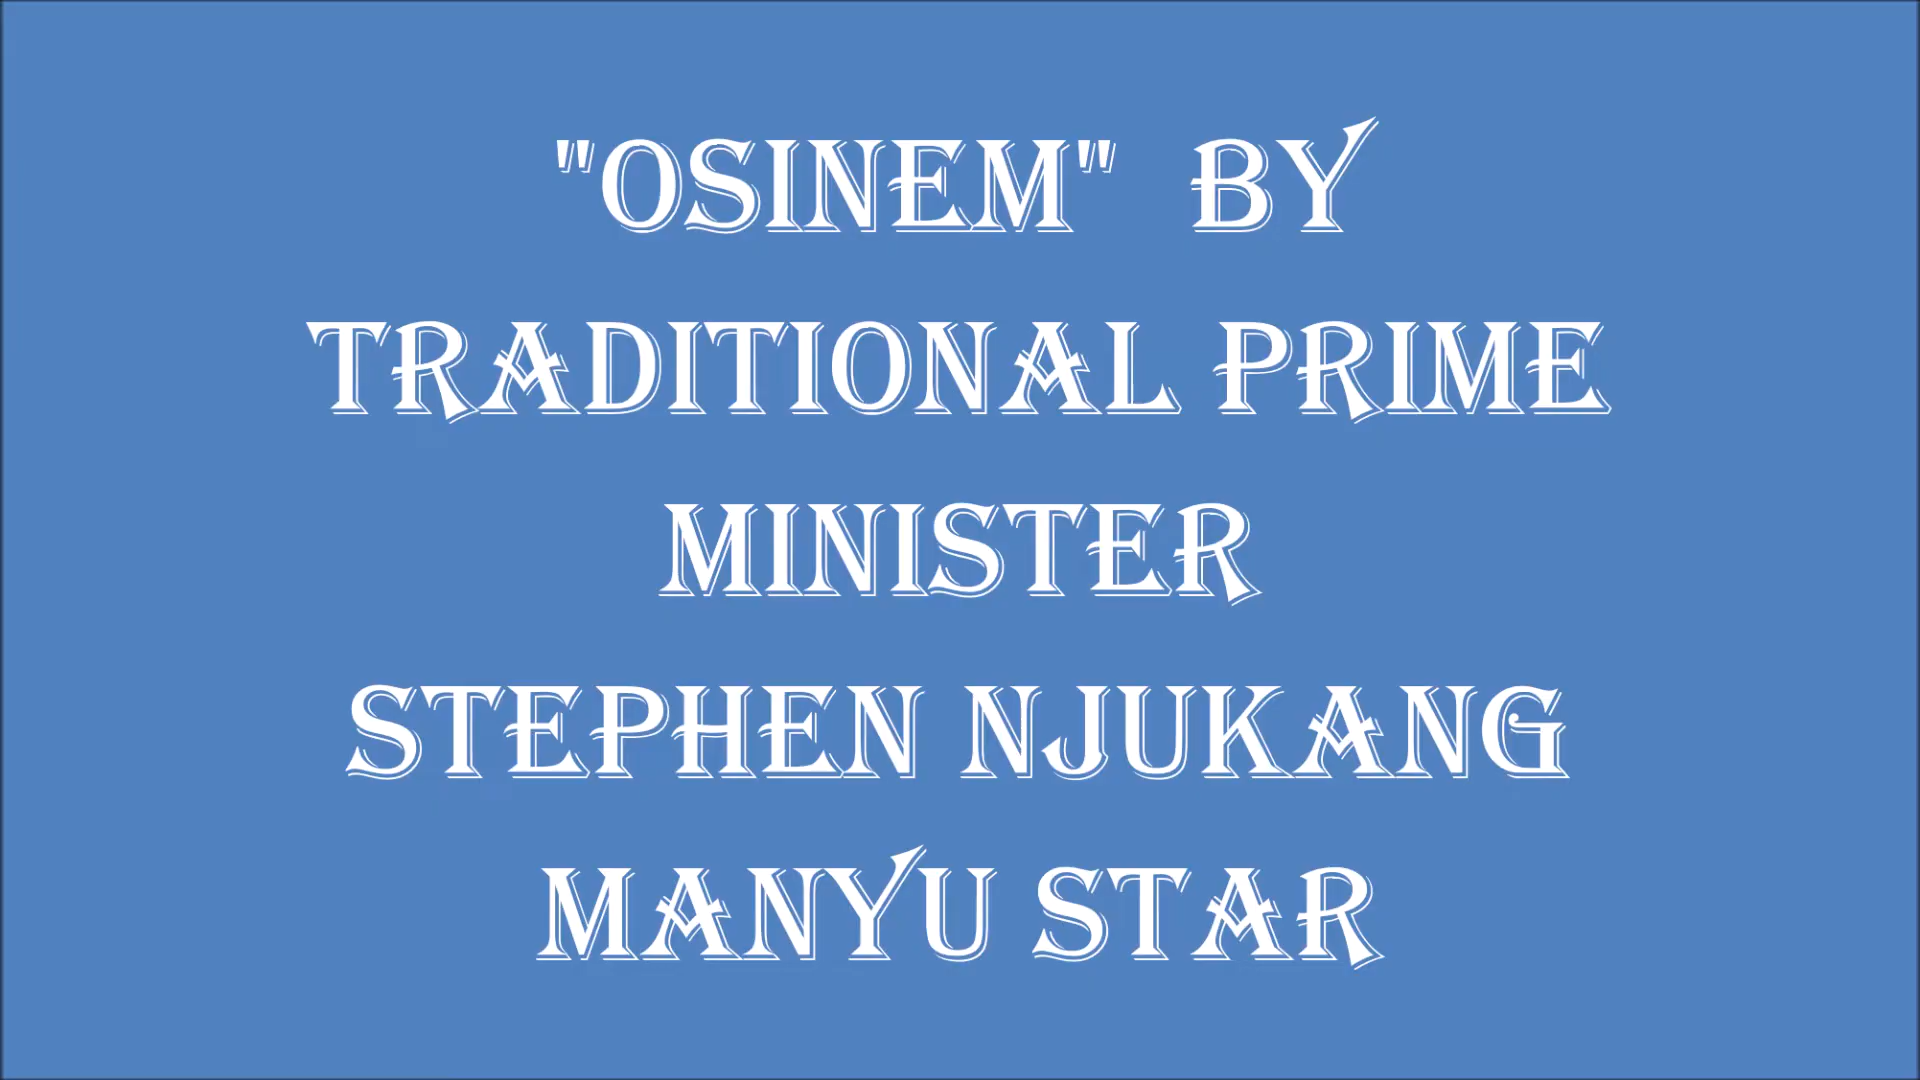 "OSINEM" BY
TRADITIONAL PRIME
MINISTER
STEPHEN NJUKANG
MANYU STAR